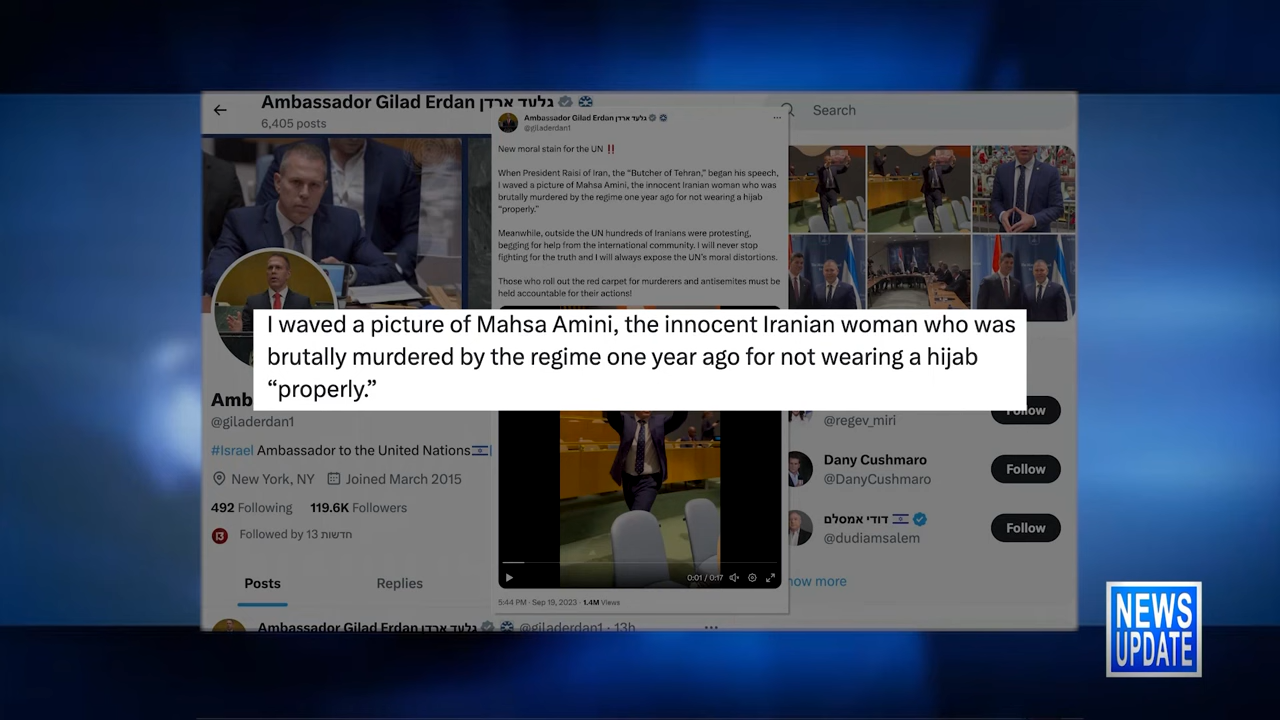 Ambassador Gilad Erdan גלעד ארדן
6,405 posts
Search
Ambassador Gilad Erdan גלעד ארדן
@giladerdan1
New moral stain for the UN ‼️
When President Raisi of Iran, the “Butcher of Tehran,” began his speech,
I waved a picture of Mahsa Amini, the innocent Iranian woman who was
brutally murdered by the regime one year ago for not wearing a hijab
“properly.”
Meanwhile, outside the UN hundreds of Iranians were protesting,
begging for help from the international community. I will never stop
fighting for the truth and I will always expose the UN’s moral distortions.
Those who roll out the red carpet for murderers and antisemites must be
held accountable for their actions!
I waved a picture of Mahsa Amini, the innocent Iranian woman who was
brutally murdered by the regime one year ago for not wearing a hijab
“properly.”
Amb
@giladerdan1
#Israel Ambassador to the United Nations
New York, NY Joined March 2015
492 Following 119.6K Followers
13 Followed by 13 חדשות
Posts Replies
0:01 / 0:17
5:44 PM · Sep 19, 2023 · 1.4M Views
Follow
@regev_miri
Dany Cushmaro
@DanyCushmaro
Follow
דודי אמסלם
@dudiamsalem
Follow
how more
Ambassador Gilad Erdan גלעד ארדן @giladerdan1 · 13h
NEWS
UPDATE